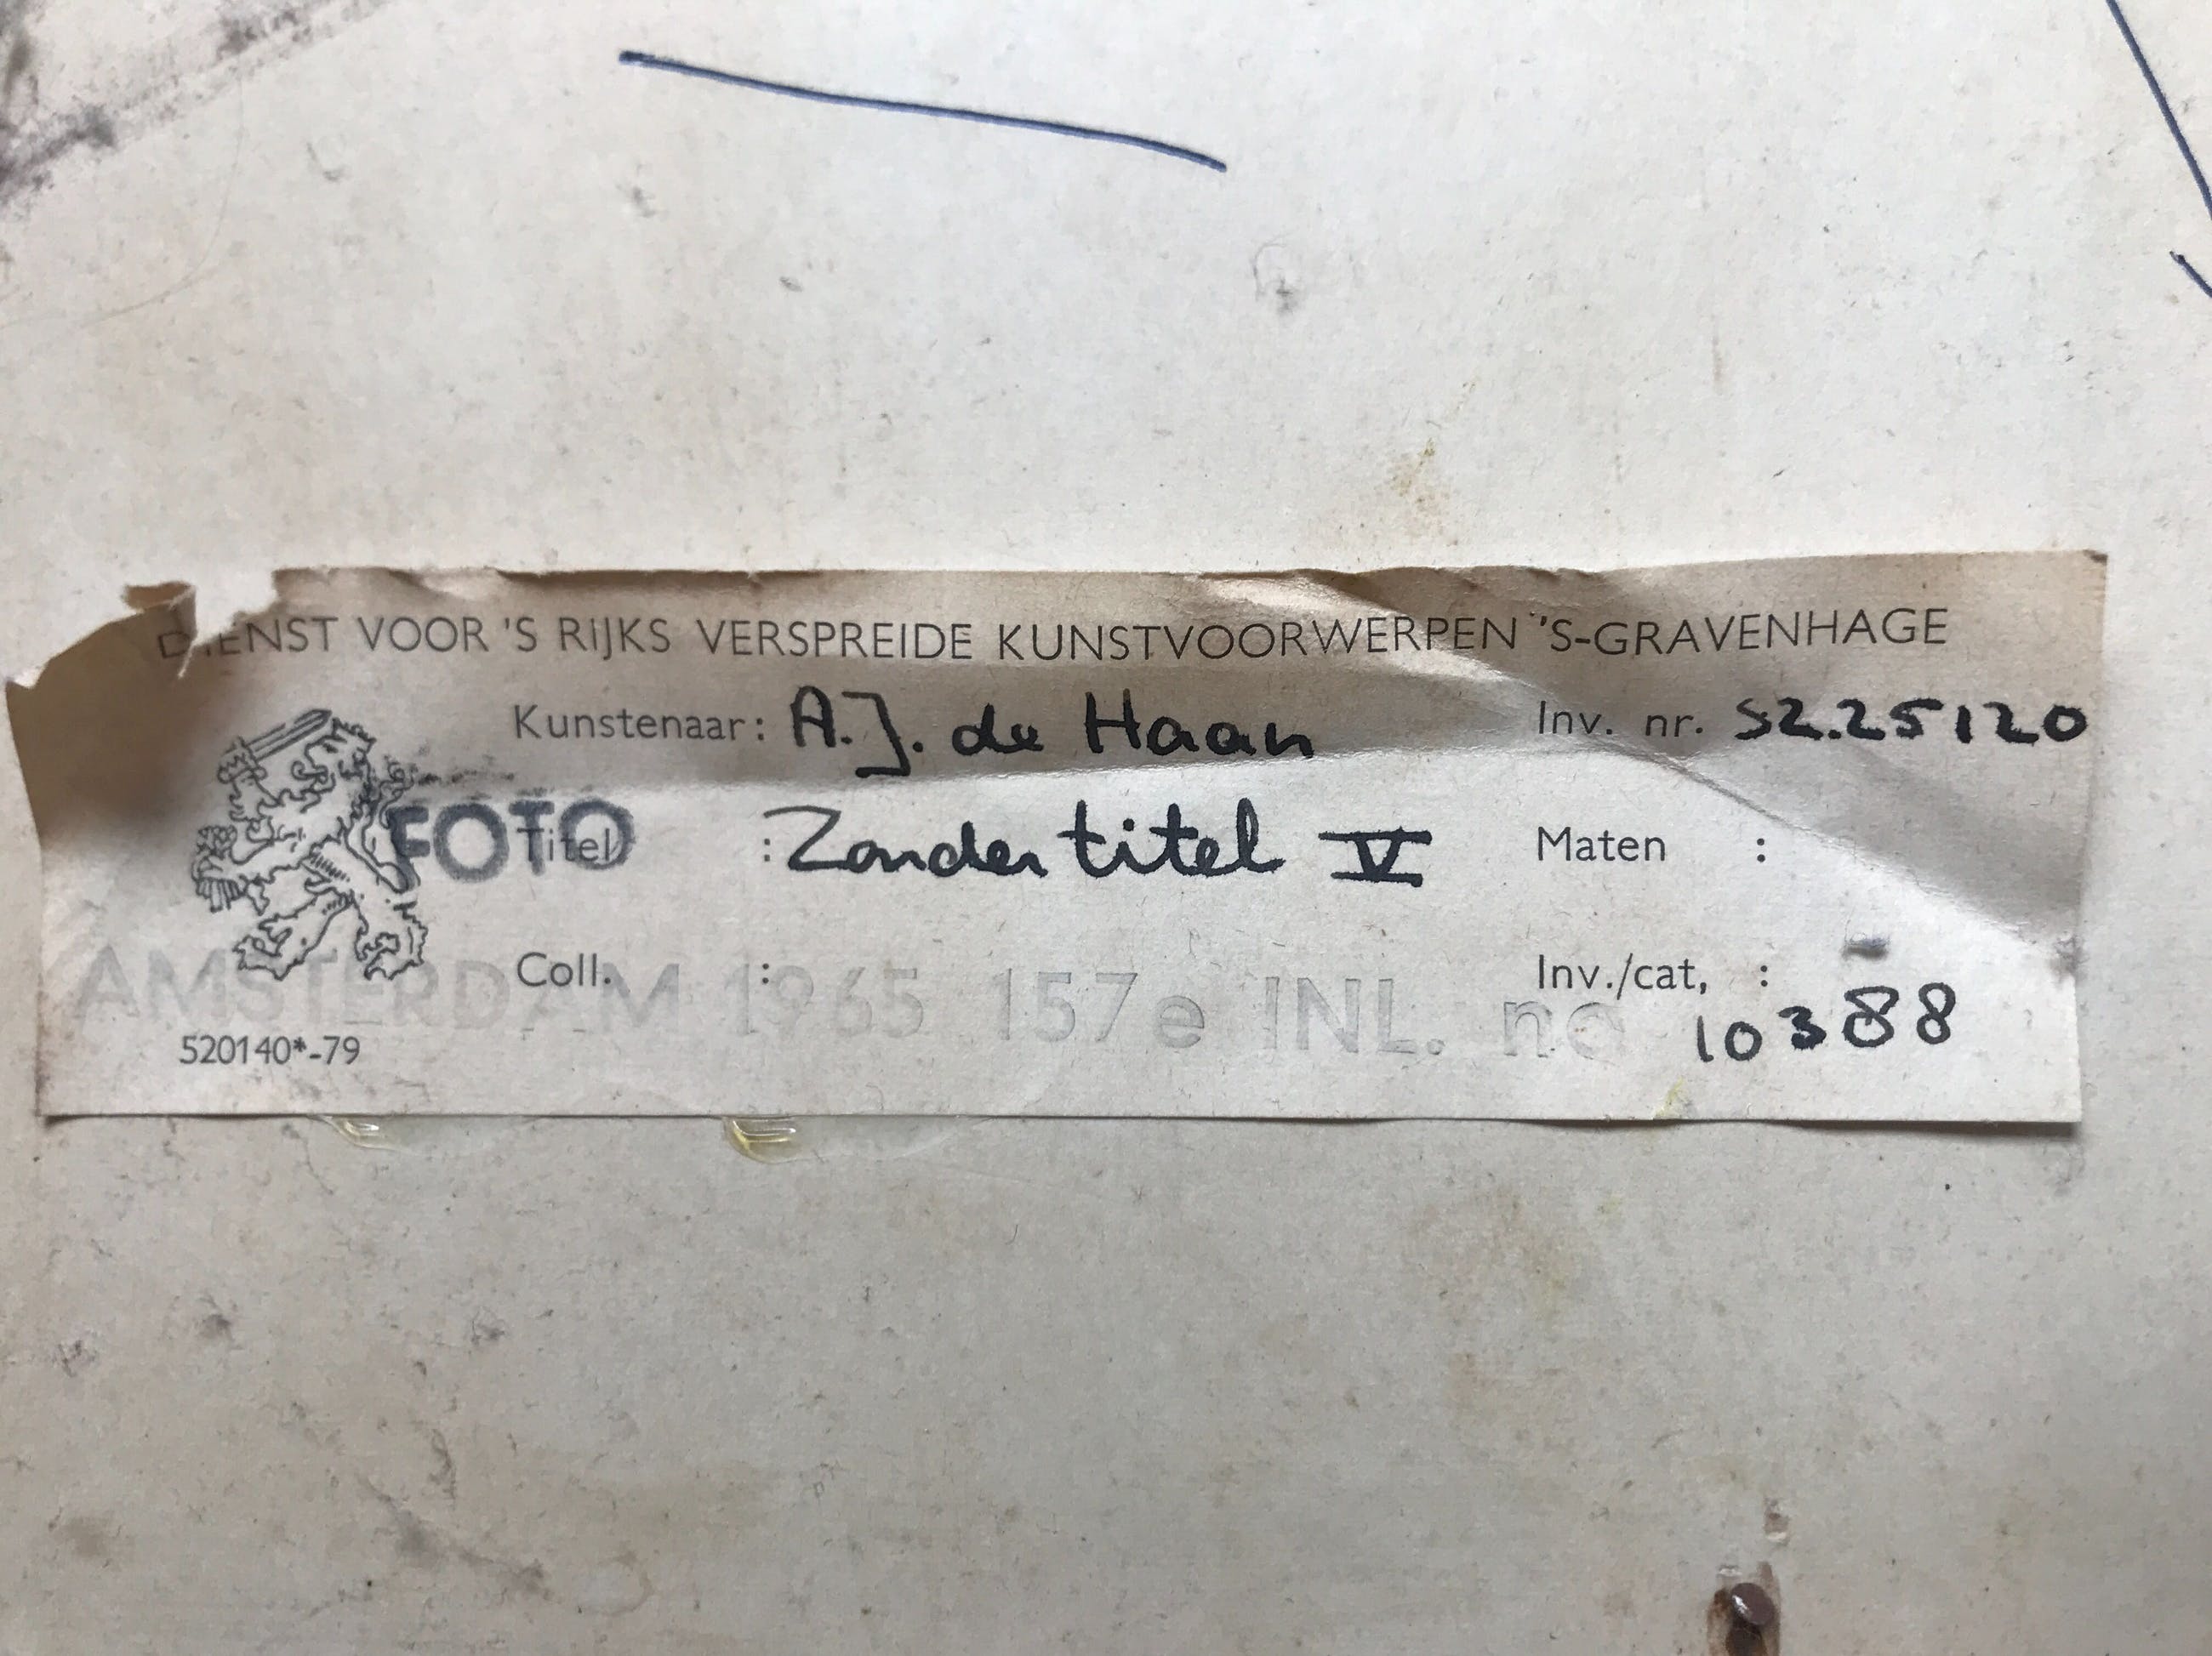 DIENST VOOR 'S RIJKS VERSPREIDE KUNSTVOORWERPEN 'S-GRAVENHAGE
Kunstenaar: A.J. de Haan Inv. nr. S2.25120
FOTO
Titel : Zonder titel V Maten :
Coll. : Inv./cat, :
AMSTERDAM 1965 157e INL. no 10388
520140*-79